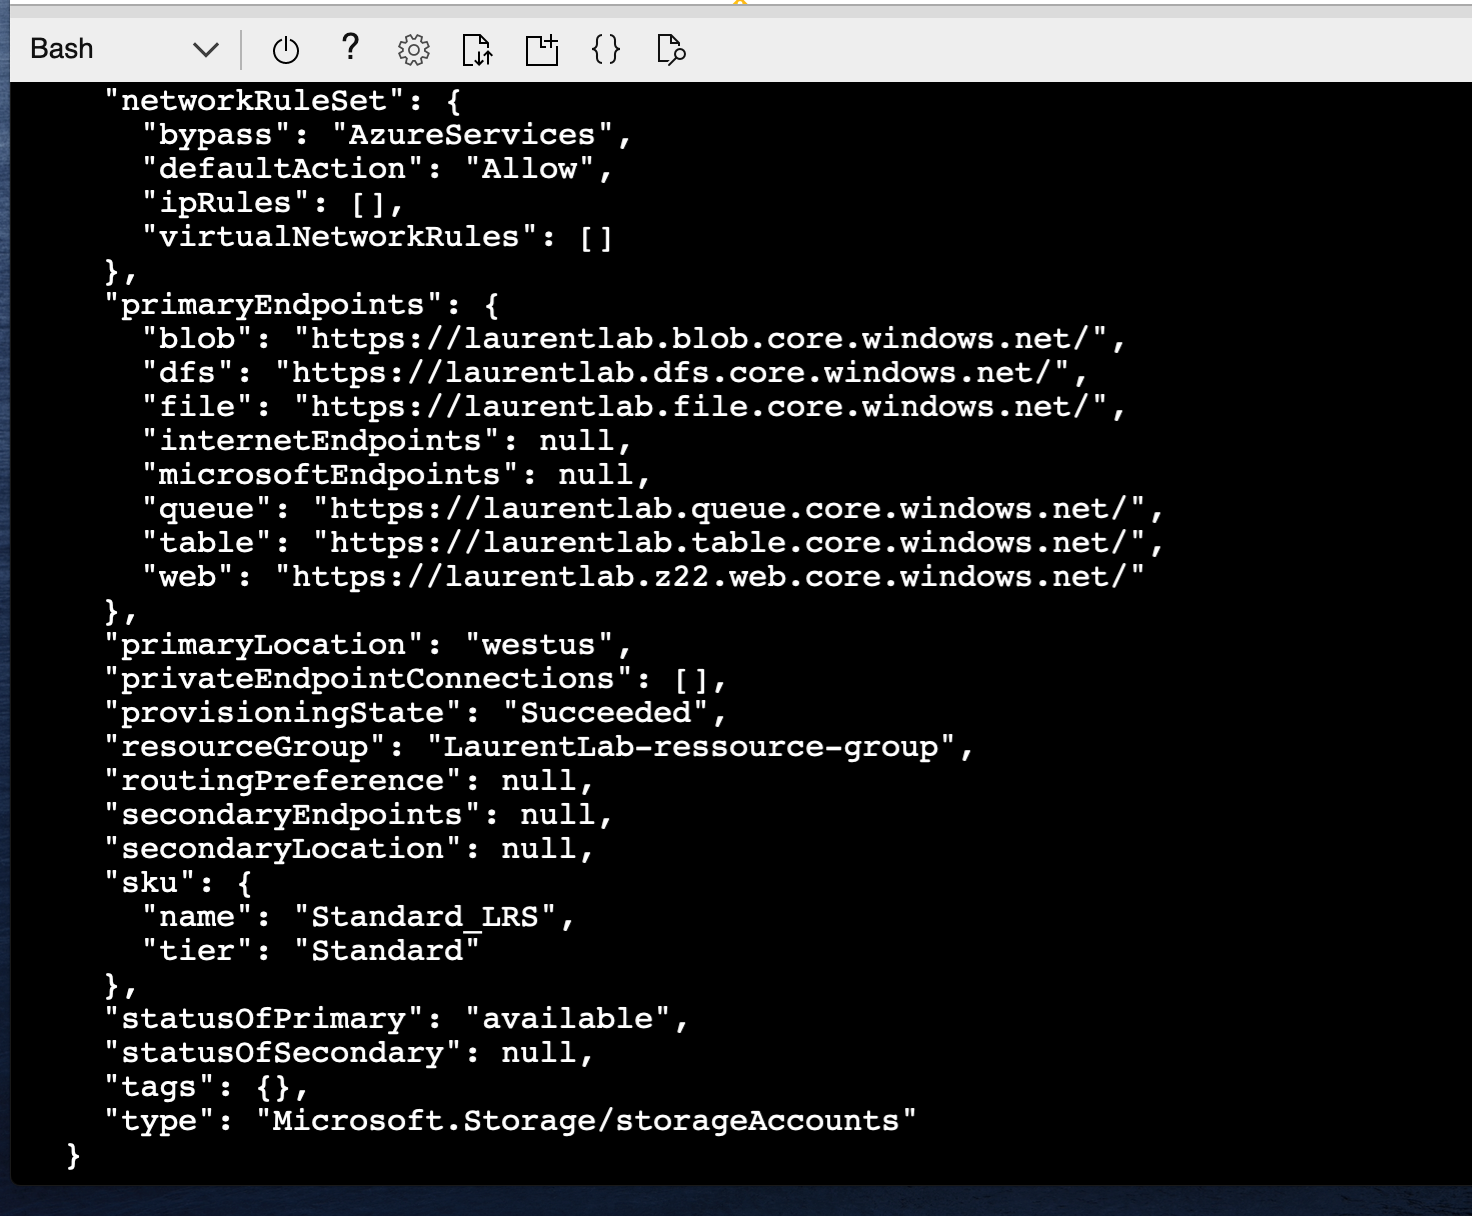 Bash
?
    "networkRuleSet": {
      "bypass": "AzureServices",
      "defaultAction": "Allow",
      "ipRules": [],
      "virtualNetworkRules": []
    },
    "primaryEndpoints": {
      "blob": "https://laurentlab.blob.core.windows.net/",
      "dfs": "https://laurentlab.dfs.core.windows.net/",
      "file": "https://laurentlab.file.core.windows.net/",
      "internetEndpoints": null,
      "microsoftEndpoints": null,
      "queue": "https://laurentlab.queue.core.windows.net/",
      "table": "https://laurentlab.table.core.windows.net/",
      "web": "https://laurentlab.z22.web.core.windows.net/"
    },
    "primaryLocation": "westus",
    "privateEndpointConnections": [],
    "provisioningState": "Succeeded",
    "resourceGroup": "LaurentLab-ressource-group",
    "routingPreference": null,
    "secondaryEndpoints": null,
    "secondaryLocation": null,
    "sku": {
      "name": "Standard_LRS",
      "tier": "Standard"
    },
    "statusOfPrimary": "available",
    "statusOfSecondary": null,
    "tags": {},
    "type": "Microsoft.Storage/storageAccounts"
  }